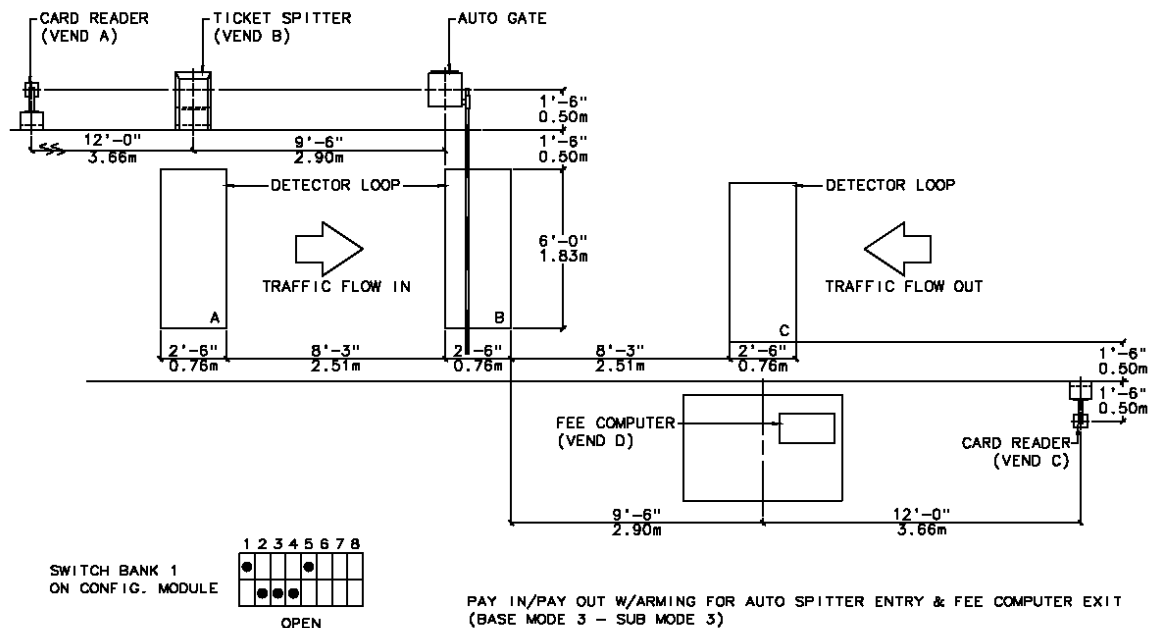 CARD READER
(VEND A)
TICKET SPITTER
(VEND B)
AUTO GATE
1'-6"
0.50m
12'-0"
3.66m
9'-6"
2.90m
1'-6"
0.50m
DETECTOR LOOP
DETECTOR LOOP
6'-0"
1.83m
TRAFFIC FLOW IN
TRAFFIC FLOW OUT
A
B
C
2'-6"
0.76m
8'-3"
2.51m
2'-6"
0.76m
8'-3"
2.51m
2'-6"
0.76m
1'-6"
0.50m
1'-6"
0.50m
FEE COMPUTER
(VEND D)
CARD READER
(VEND C)
9'-6"
2.90m
12'-0"
3.66m
1 2 3 4 5 6 7 8
SWITCH BANK 1
ON CONFIG. MODULE
OPEN
PAY IN/PAY OUT W/ARMING FOR AUTO SPITTER ENTRY & FEE COMPUTER EXIT
(BASE MODE 3 - SUB MODE 3)